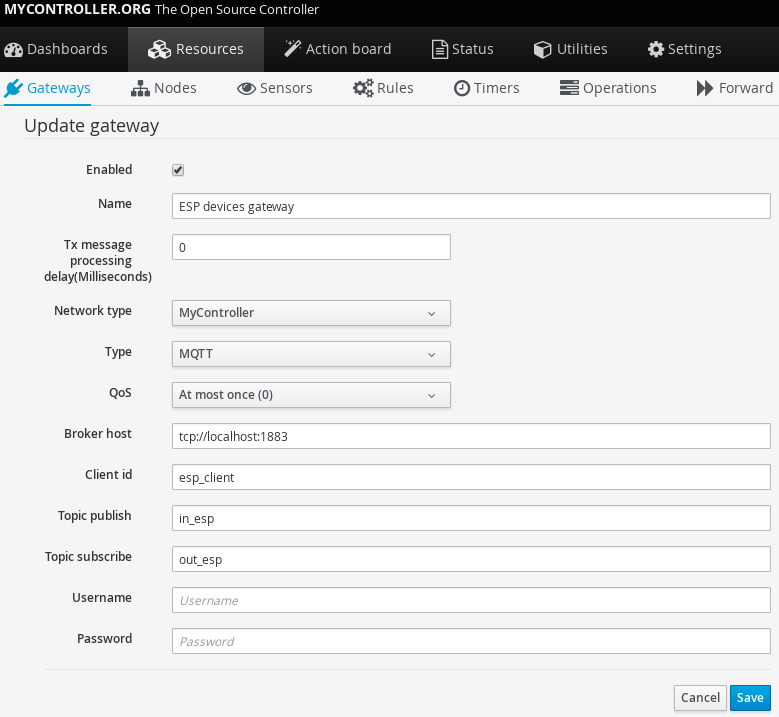 MYCONTROLLER.ORG The Open Source Controller
Dashboards Resources Action board Status Utilities Settings
Gateways Nodes Sensors Rules Timers Operations Forward
Update gateway
Enabled
Name ESP devices gateway
Tx message
processing
delay(Milliseconds) 0
Network type MyController
Type MQTT
QoS At most once (0)
Broker host tcp://localhost:1883
Client id esp_client
Topic publish in_esp
Topic subscribe out_esp
Username Username
Password Password
Cancel Save